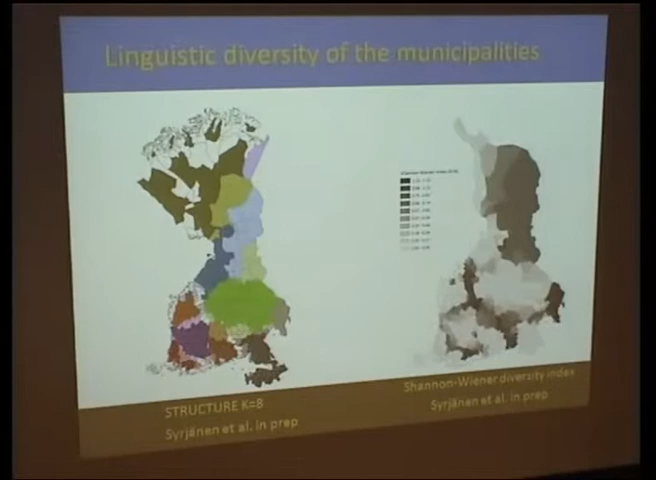 Linguistic diversity of the municipalities
STRUCTURE K=8
Syrjänen et al. in prep
Shannon-Wiener diversity index
Syrjänen et al. in prep